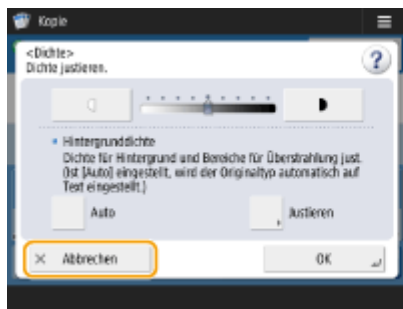 Kopie
<Dichte>
Dichte justieren.
?
Hintergrunddichte
Dichte für Hintergrund und Bereiche für Überstrahlung just.
(Ist [Auto] eingestellt, wird der Originaltyp automatisch auf
Text eingestellt.)
Auto
Justieren
× Abbrechen
OK